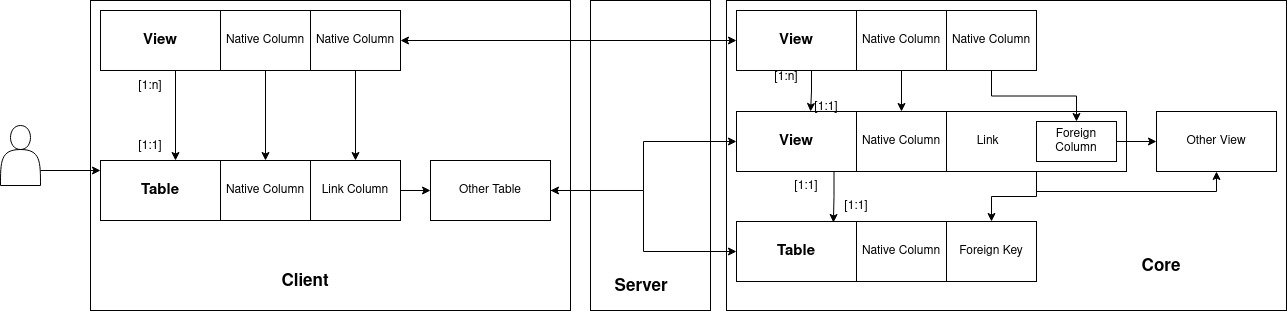 View
Native Column
Native Column
[1:n]
[1:1]
Table
Native Column
Link Column
Other Table
Client
Server
View
Native Column
Native Column
[1:n]
[1:1]
View
Native Column
Link
Foreign
Column
Other View
[1:1]
[1:1]
Table
Native Column
Foreign Key
Core